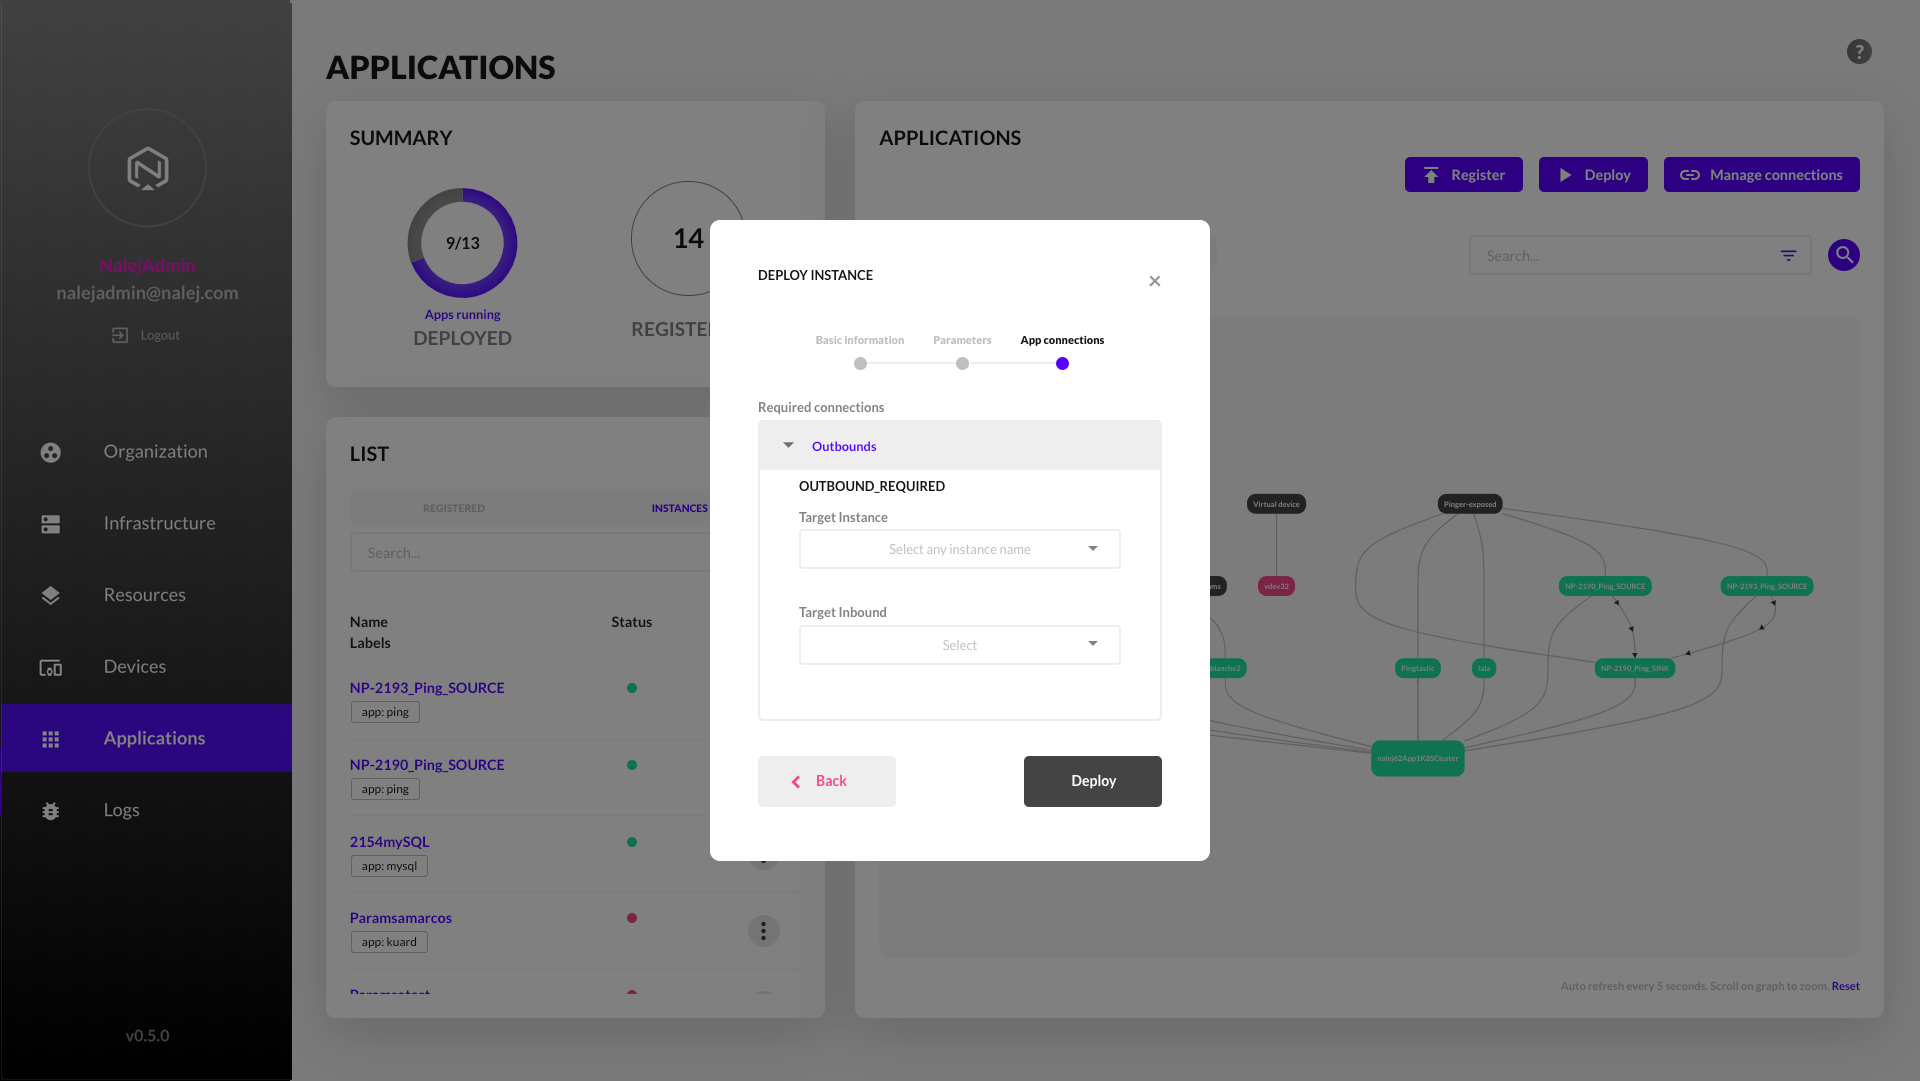 NalejAdmin
nalejadmin@nalej.com
Logout
Organization
Infrastructure
Resources
Devices
Applications
Logs
v0.5.0
APPLICATIONS
?
SUMMARY
9/13
Apps running
DEPLOYED
14
LIST
REGISTERED
INSTANCES
Search...
Name
Labels
Status
NP-2193_Ping_SOURCE
app: ping
NP-2190_Ping_SOURCE
app: ping
2154mySQL
app: mysql
Paramsamarcos
app: kuard
APPLICATIONS
Register
Deploy
Manage connections
Search...
Virtual device
Pinger-exposed
vdev32
NP-2190_Ping_SOURCE
NP-2193_Ping_SOURCE
Pingtastic
lala
NP-2190_Ping_SINK
nalej62App1K8SCluster
Auto refresh every 5 seconds. Scroll on graph to zoom. Reset
DEPLOY INSTANCE
Basic information
Parameters
App connections
Required connections
Outbounds
OUTBOUND_REQUIRED
Target Instance
Select any instance name
Target Inbound
Select
Back
Deploy